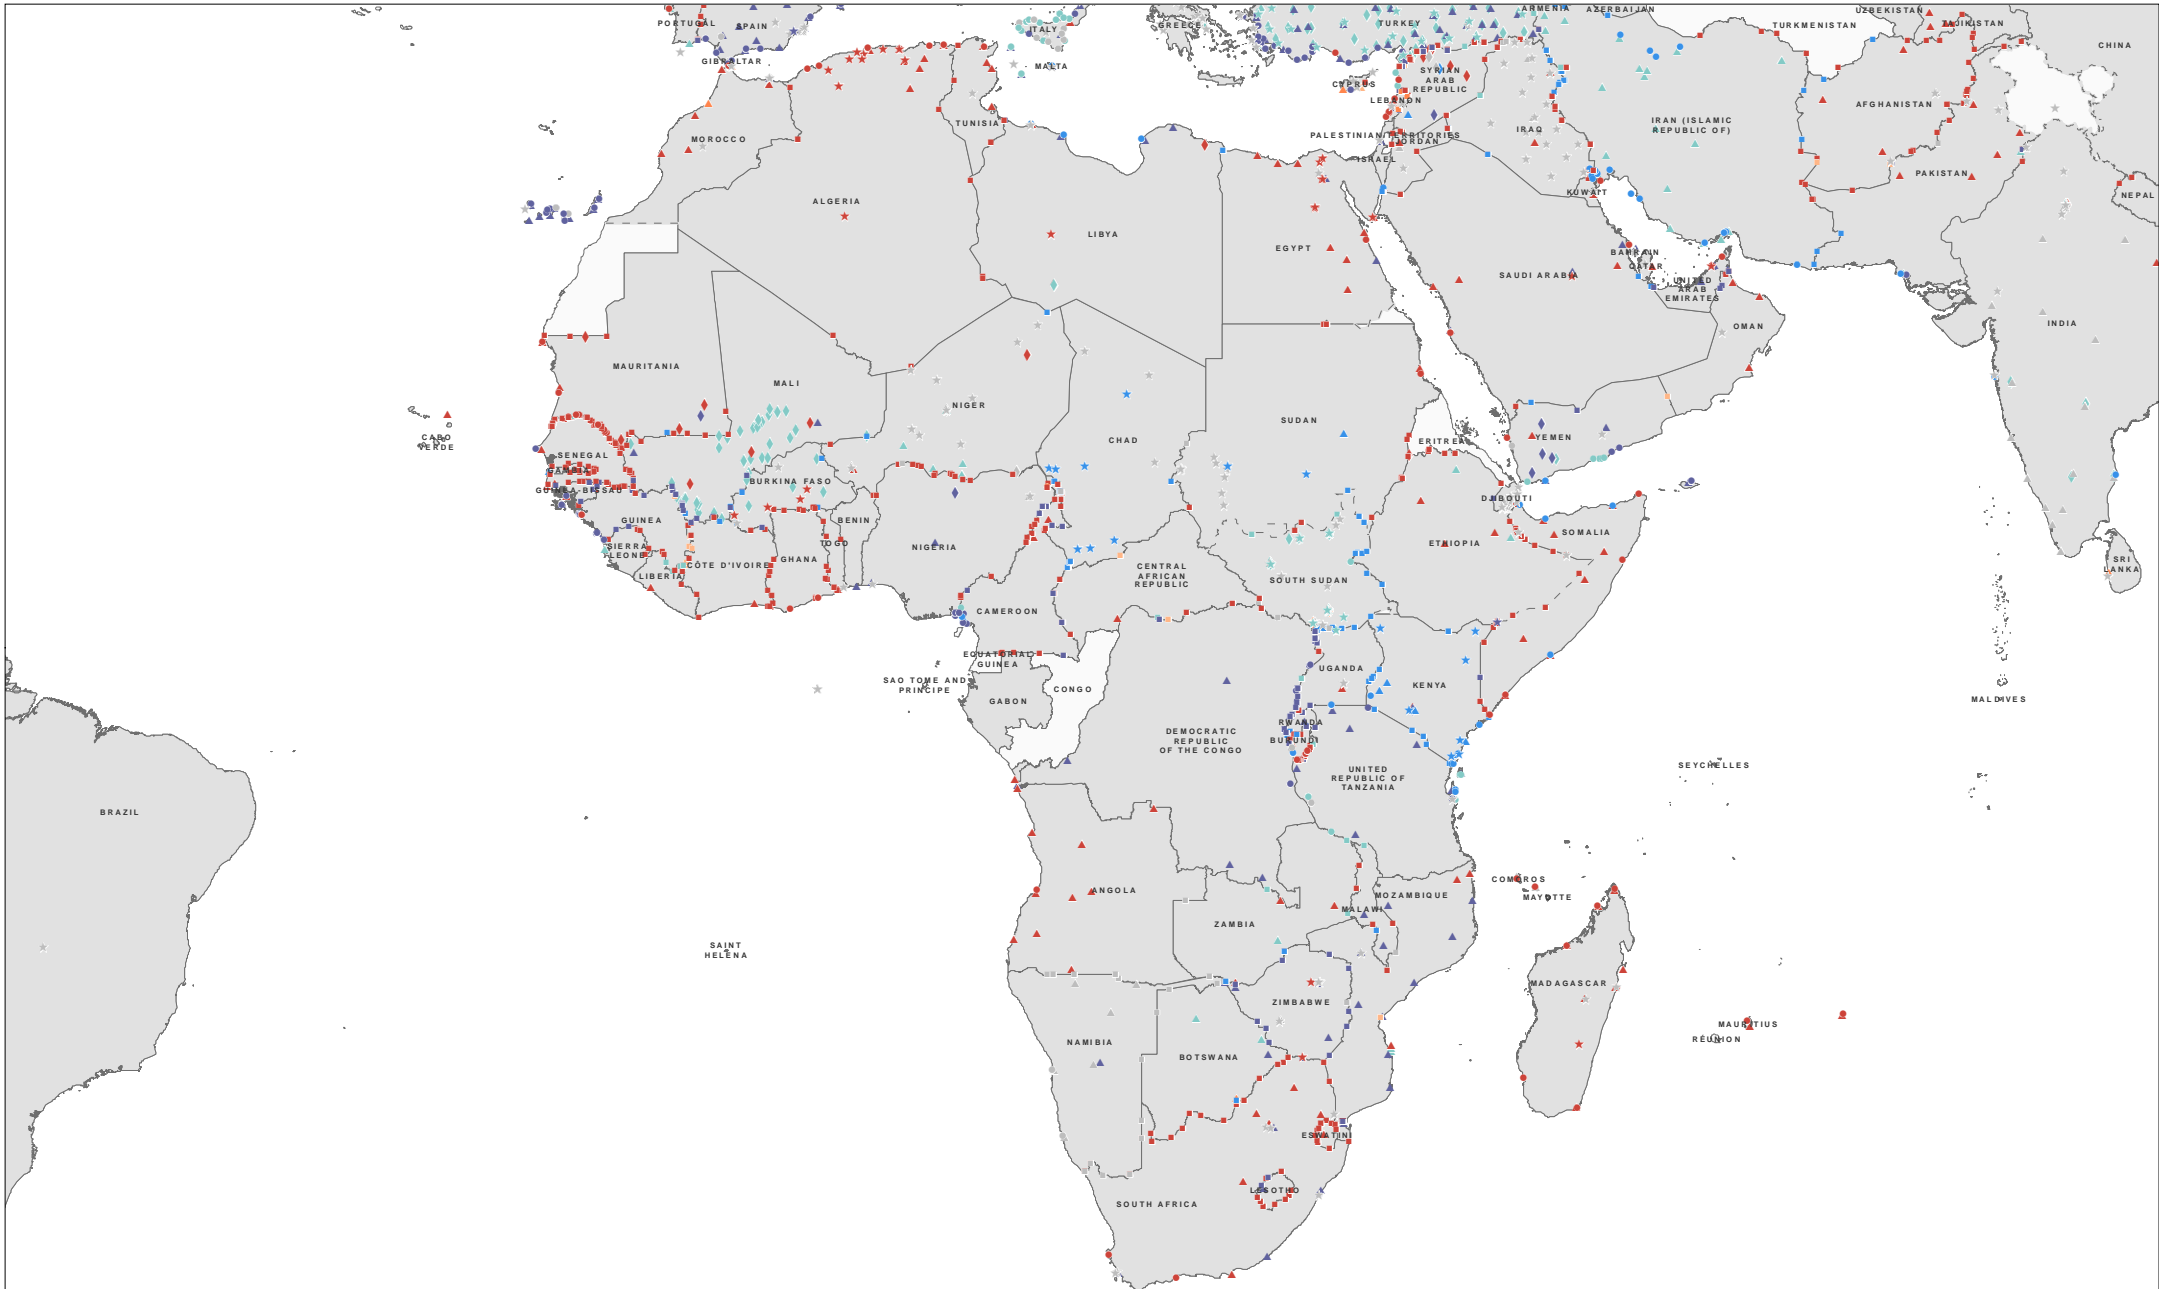 PORTUGAL
SPAIN
ITALY
GREECE
TURKEY
ARMENIA
AZERBAIJAN
UZBEKISTAN
TURKMENISTAN
TAJIKISTAN
CHINA
GIBRALTAR
MALTA
CYPRUS
SYRIAN
ARAB
REPUBLIC
LEBANON
AFGHANISTAN
TUNISIA
MOROCCO
PALESTINIAN TERRITORIES
JORDAN
ISRAEL
IRAQ
IRAN (ISLAMIC
REPUBLIC OF)
PAKISTAN
KUWAIT
NEPAL
ALGERIA
LIBYA
EGYPT
SAUDI ARABIA
BAHRAIN
QATAR
UNITED
ARAB
EMIRATES
OMAN
INDIA
MAURITANIA
MALI
NIGER
CHAD
SUDAN
ERITREA
YEMEN
CABO
VERDE
SENEGAL
GAMBIA
GUINEA-BISSAU
BURKINA FASO
DJIBOUTI
GUINEA
BENIN
NIGERIA
SIERRA
LEONE
LIBERIA
CÔTE D'IVOIRE
GHANA
TOGO
CENTRAL
AFRICAN
REPUBLIC
SOUTH SUDAN
ETHIOPIA
SOMALIA
SRI
LANKA
CAMEROON
EQUATORIAL
GUINEA
SAO TOME AND
PRINCIPE
GABON
CONGO
UGANDA
KENYA
MALDIVES
DEMOCRATIC
REPUBLIC
OF THE CONGO
RWANDA
BURUNDI
UNITED
REPUBLIC OF
TANZANIA
SEYCHELLES
BRAZIL
ANGOLA
COMOROS
MAYOTTE
MOZAMBIQUE
MALAWI
ZAMBIA
SAINT
HELENA
MADAGASCAR
ZIMBABWE
MAURITIUS
RÉUNION
NAMIBIA
BOTSWANA
ESWATINI
LESOTHO
SOUTH AFRICA